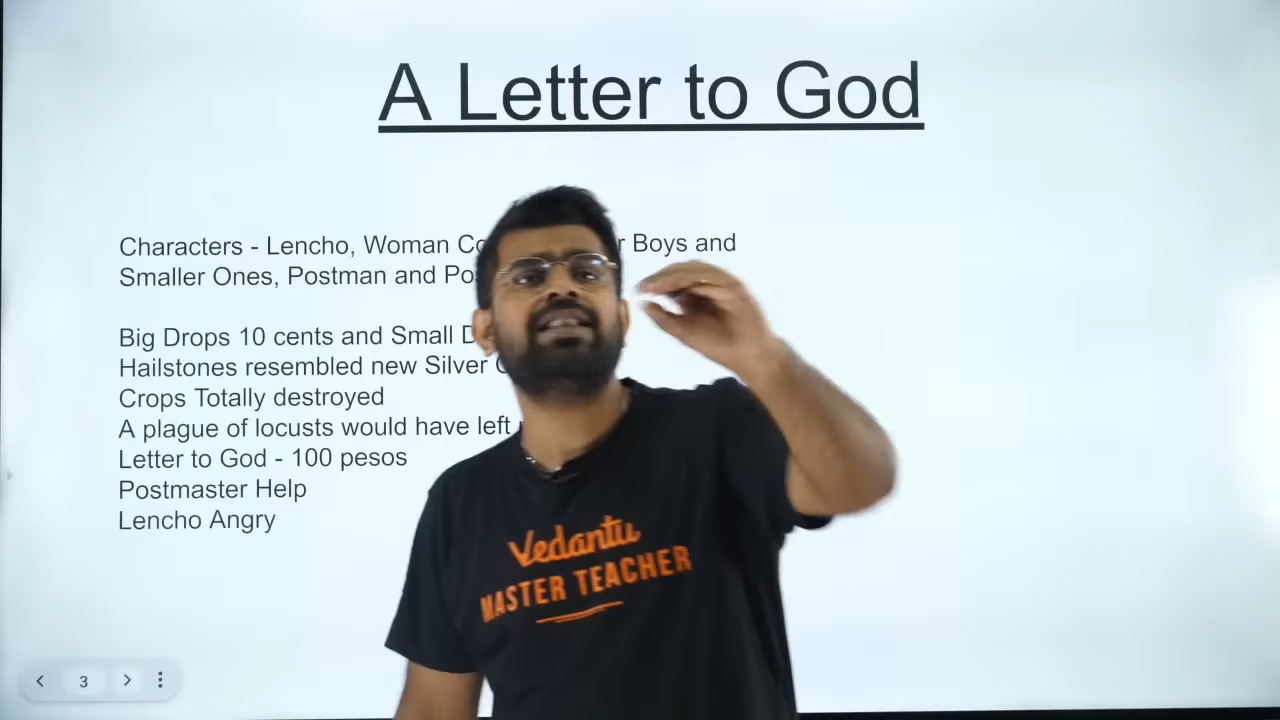 A Letter to God
Characters - Lencho, Woman Boys and
Smaller Ones, Postman and
Big Drops 10 cents and Small
Hailstones resembled new Silver
Crops Totally destroyed
A plague of locusts would have left
Letter to God - 100 pesos
Postmaster Help
Lencho Angry
Vedantu
MASTER TEACHER
3